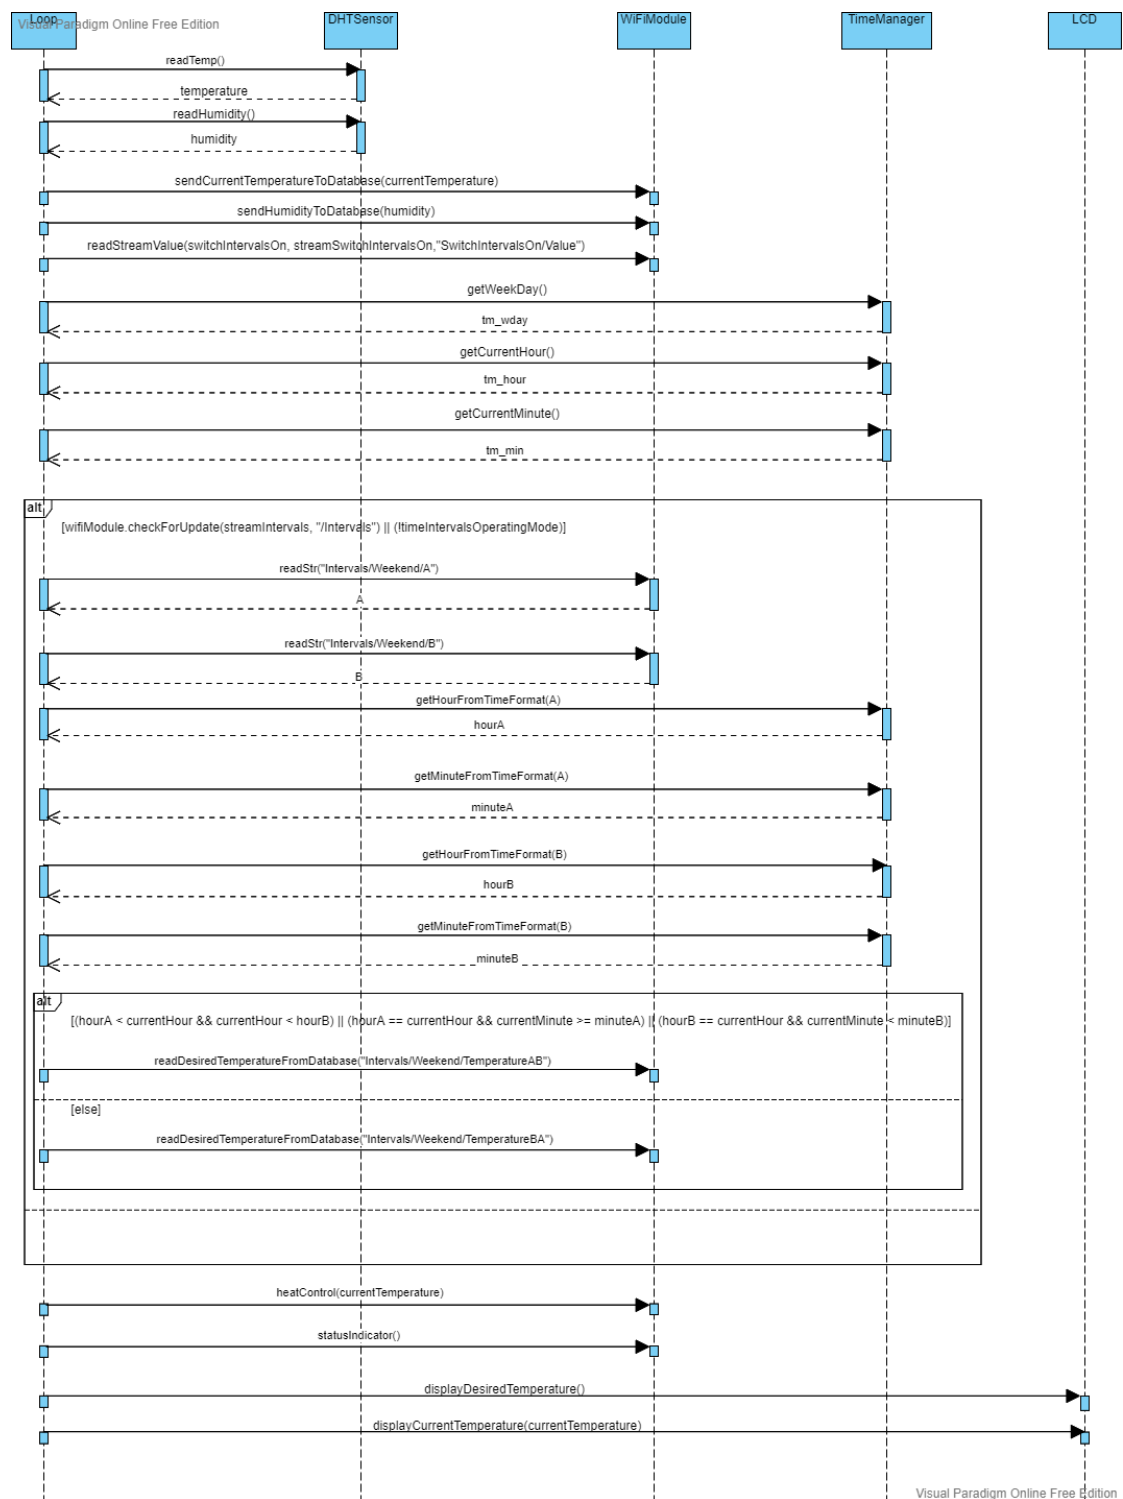 Visual Paradigm Online Free Edition
Loop
DHTSensor
WiFiModule
TimeManager
LCD
readTemp()
temperature
readHumidity()
humidity
sendCurrentTemperatureToDatabase(currentTemperature)
sendHumidityToDatabase(humidity)
readStreamValue(switchIntervalsOn, streamSwitchIntervalsOn,"SwitchIntervalsOn/Value")
getWeekDay()
tm_wday
getCurrentHour()
tm_hour
getCurrentMinute()
tm_min
alt
[wifiModule.checkForUpdate(streamIntervals, "/Intervals") || (!timeIntervalsOperatingMode)]
readStr("Intervals/Weekend/A")
A
readStr("Intervals/Weekend/B")
B
getHourFromTimeFormat(A)
hourA
getMinuteFromTimeFormat(A)
minuteA
getHourFromTimeFormat(B)
hourB
getMinuteFromTimeFormat(B)
minuteB
alt
[(hourA < currentHour && currentHour < hourB) || (hourA == currentHour && currentMinute >= minuteA) || (hourB == currentHour && currentMinute < minuteB)]
readDesiredTemperatureFromDatabase("Intervals/Weekend/TemperatureAB")
[else]
readDesiredTemperatureFromDatabase("Intervals/Weekend/TemperatureBA")
heatControl(currentTemperature)
statusIndicator()
displayDesiredTemperature()
displayCurrentTemperature(currentTemperature)
Visual Paradigm Online Free Edition